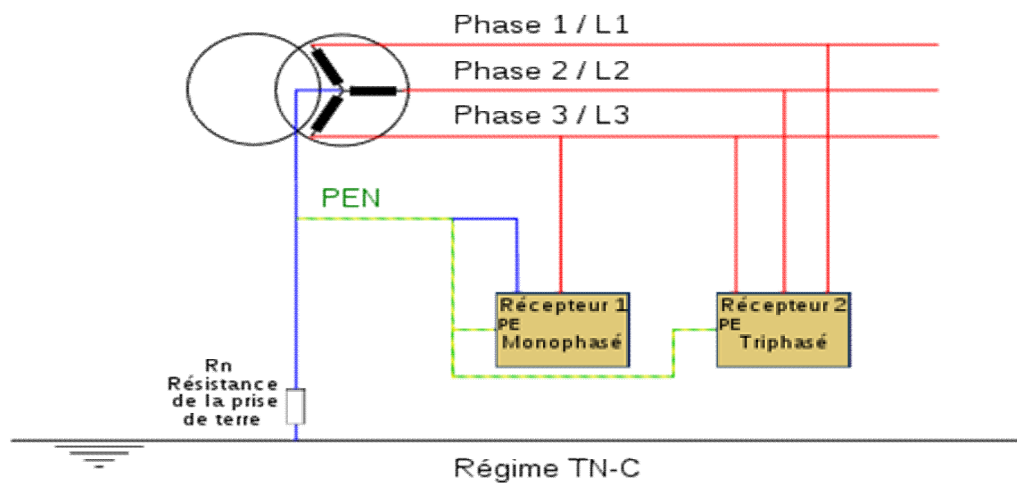 Phase 1 / L1
Phase 2 / L2
Phase 3 / L3
PEN
Récepteur 1
PE
Monophasé
Récepteur 2
PE
Triphasé
Rn
Résistance
de la prise
de terre
Régime TN-C